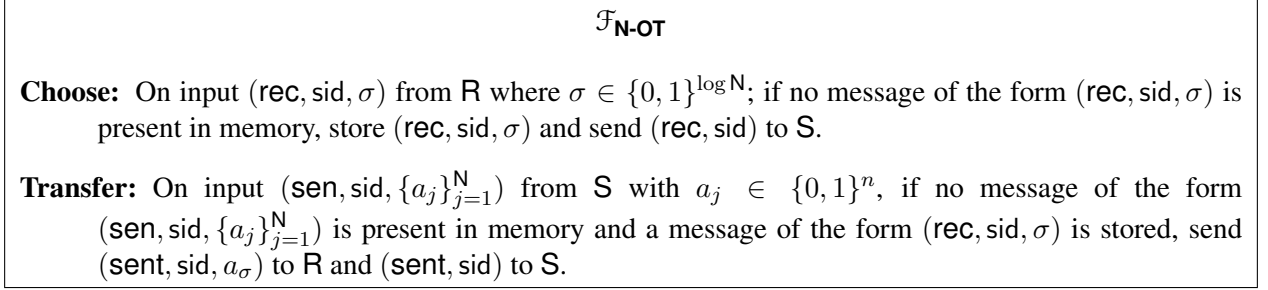 ℱN-OT
Choose: On input (rec, sid, σ) from R where σ ∈ {0, 1}^{log N}; if no message of the form (rec, sid, σ) is
present in memory, store (rec, sid, σ) and send (rec, sid) to S.
Transfer: On input (sen, sid, {a_j}_{j=1}^N) from S with a_j ∈ {0, 1}^n, if no message of the form
(sen, sid, {a_j}_{j=1}^N) is present in memory and a message of the form (rec, sid, σ) is stored, send
(sent, sid, a_σ) to R and (sent, sid) to S.